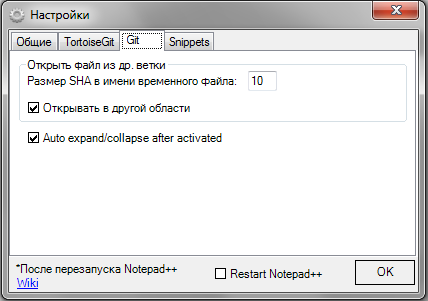 Настройки
Общие TortoiseGit Git Snippets
Открыть файл из др. ветки
Размер SHA в имени временного файла: 10
Открывать в другой области
Auto expand/collapse after activated
*После перезапуска Notepad++
Wiki
Restart Notepad++
OK